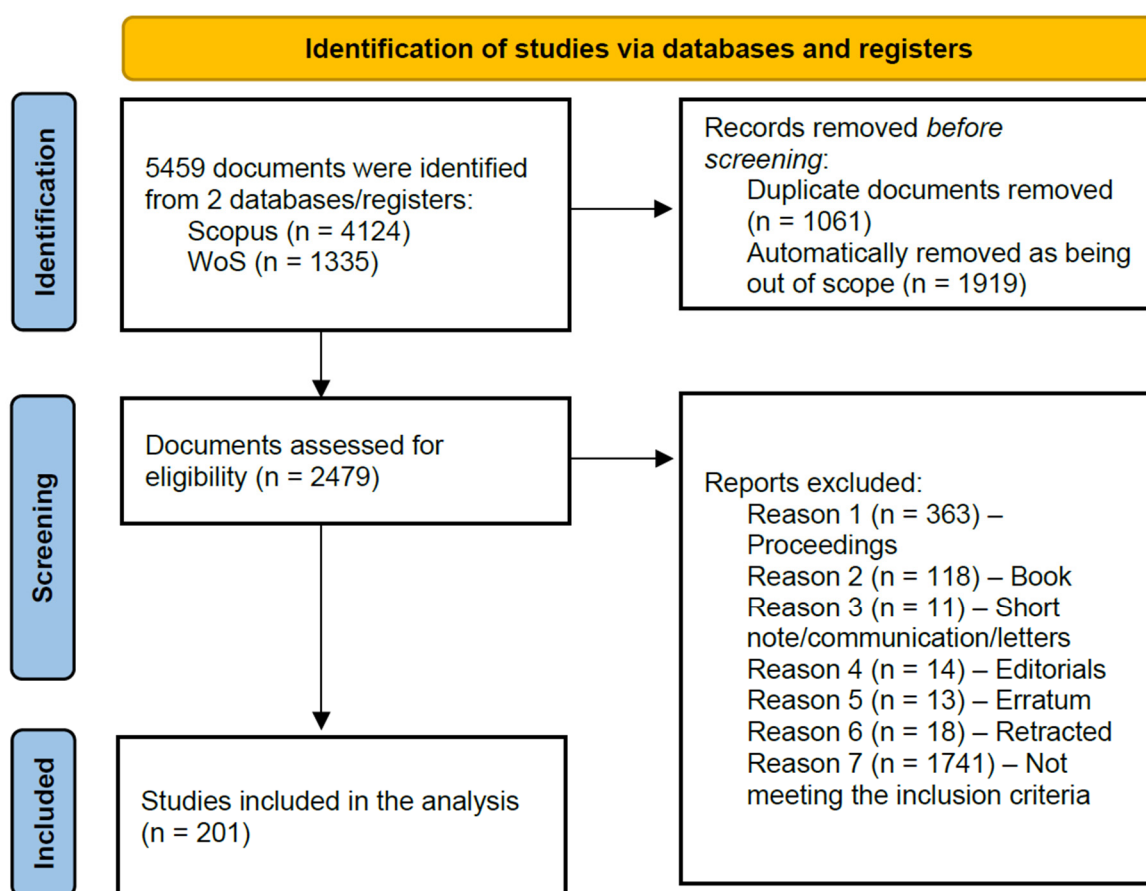 Identification of studies via databases and registers
Identification
5459 documents were identified
from 2 databases/registers:
Scopus (n = 4124)
WoS (n = 1335)
Records removed before
screening:
Duplicate documents removed
(n = 1061)
Automatically removed as being
out of scope (n = 1919)
Screening
Documents assessed for
eligibility (n = 2479)
Reports excluded:
Reason 1 (n = 363) –
Proceedings
Reason 2 (n = 118) – Book
Reason 3 (n = 11) – Short
note/communication/letters
Reason 4 (n = 14) – Editorials
Reason 5 (n = 13) – Erratum
Reason 6 (n = 18) – Retracted
Reason 7 (n = 1741) – Not
meeting the inclusion criteria
Included
Studies included in the analysis
(n = 201)